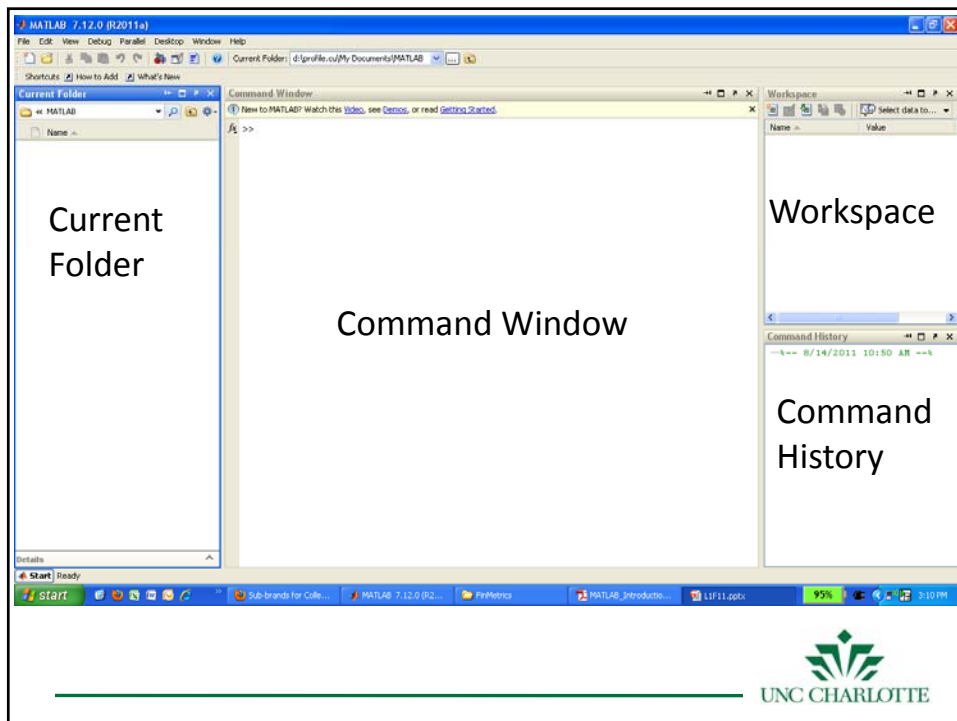 MATLAB 7.12.0 (R2011a)
File Edit View Debug Parallel Desktop Window Help
Current Folder: d:\profile.cu\My Documents\MATLAB
Shortcuts How to Add What's New
Current Folder
« MATLAB
Name
Current
Folder
Details
Command Window
New to MATLAB? Watch this Video, see Demos, or read Getting Started.
fx >>
Command Window
Workspace
Select data to...
Name Value
Workspace
Command History
%-- 8/14/2011 10:50 AM --%
Command
History
Start Ready
start Sub-brands for Colle... MATLAB 7.12.0 (R2... FinMetrics MATLAB_Introductio... L1F11.pptx 95% 3:10 PM
UNC CHARLOTTE